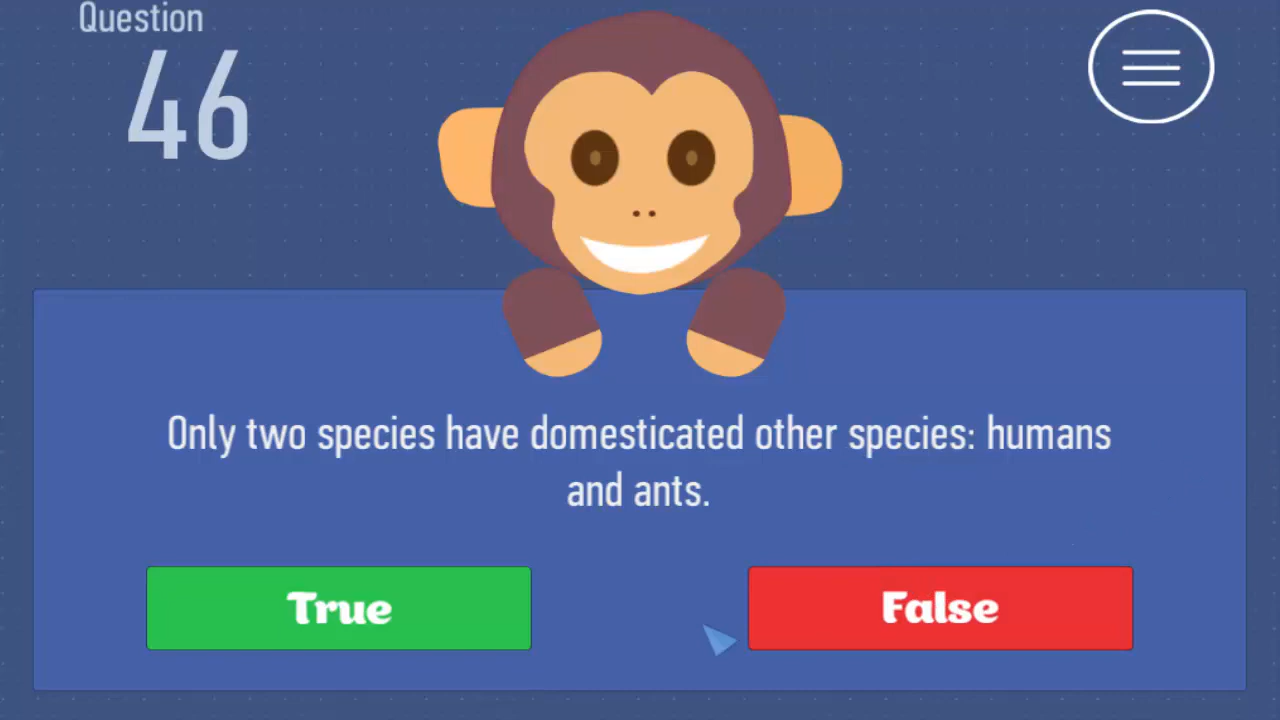 Question
46
Only two species have domesticated other species: humans
and ants.
True
False